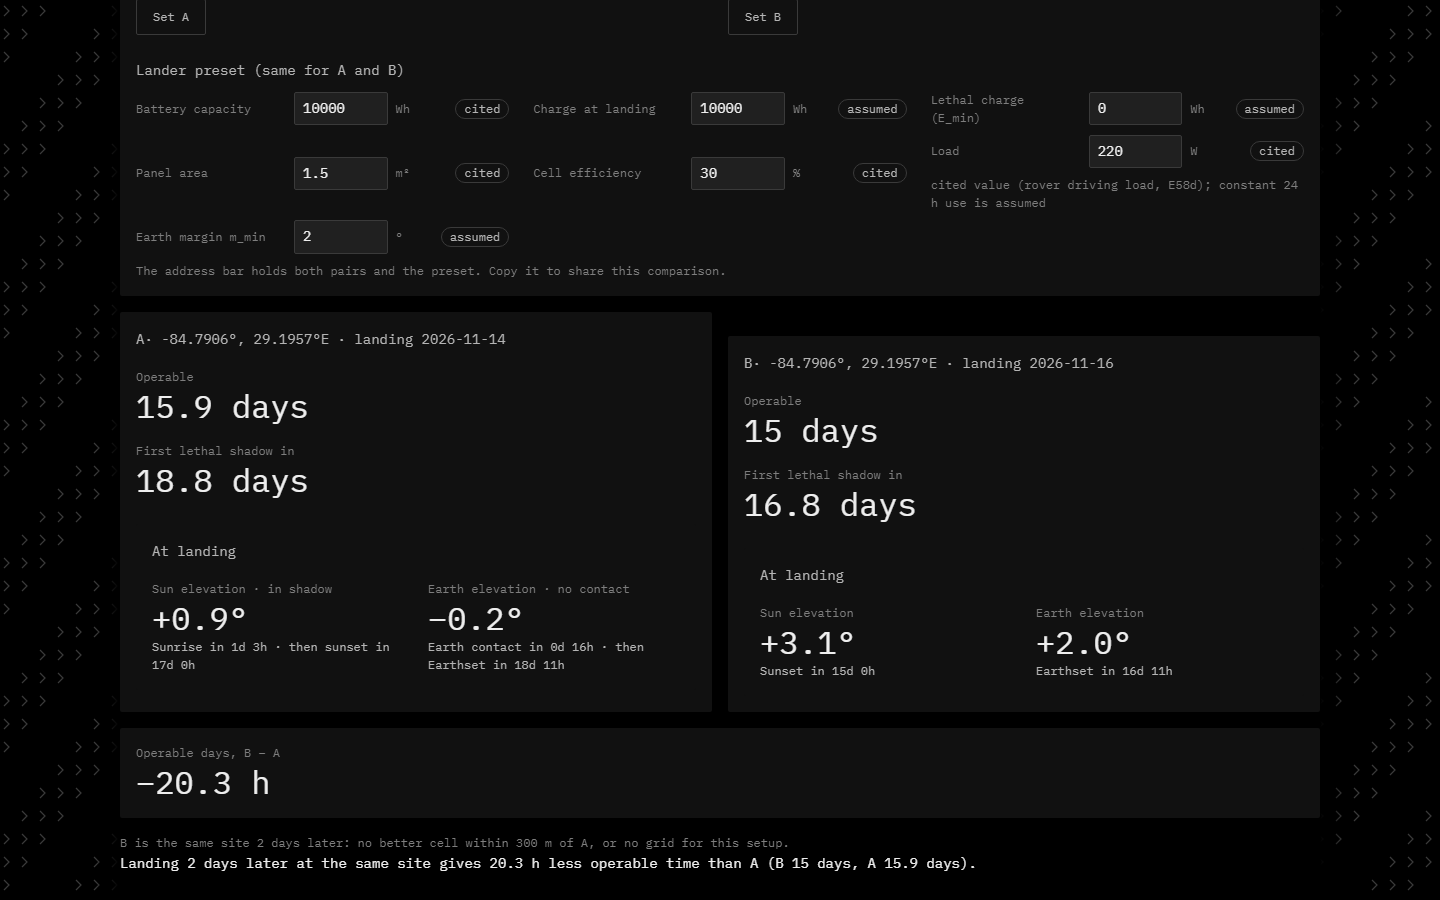 Set A
Set B
Lander preset (same for A and B)
Battery capacity 10000 Wh cited
Charge at landing 10000 Wh assumed
Lethal charge (E_min) 0 Wh assumed
Load 220 W cited
Panel area 1.5 m² cited
Cell efficiency 30 % cited
cited value (rover driving load, E58d); constant 24
h use is assumed
Earth margin m_min 2 ° assumed
The address bar holds both pairs and the preset. Copy it to share this comparison.
A· -84.7906°, 29.1957°E · landing 2026-11-14
Operable
15.9 days
First lethal shadow in
18.8 days
At landing
Sun elevation · in shadow
+0.9°
Sunrise in 1d 3h · then sunset in
17d 0h
Earth elevation · no contact
−0.2°
Earth contact in 0d 16h · then
Earthset in 18d 11h
B· -84.7906°, 29.1957°E · landing 2026-11-16
Operable
15 days
First lethal shadow in
16.8 days
At landing
Sun elevation
+3.1°
Sunset in 15d 0h
Earth elevation
+2.0°
Earthset in 16d 11h
Operable days, B − A
−20.3 h
B is the same site 2 days later: no better cell within 300 m of A, or no grid for this setup.
Landing 2 days later at the same site gives 20.3 h less operable time than A (B 15 days, A 15.9 days).